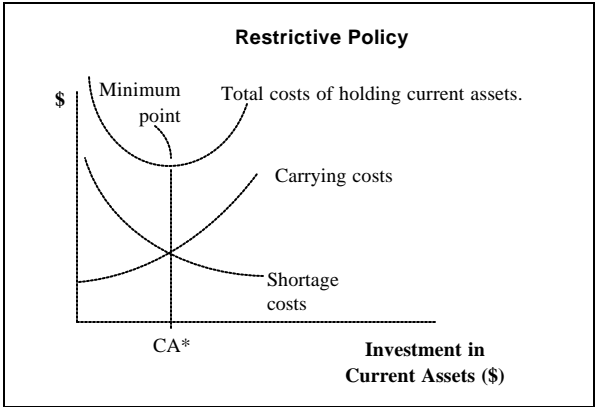 Restrictive Policy
$
Minimum
point
Total costs of holding current assets.
Carrying costs
Shortage
costs
CA*
Investment in
Current Assets ($)